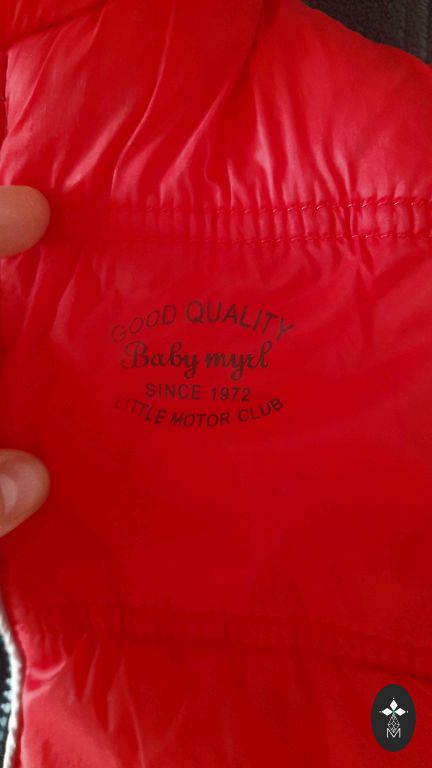 GOOD QUALITY
Baby myrl
SINCE 1972
LITTLE MOTOR CLUB
M